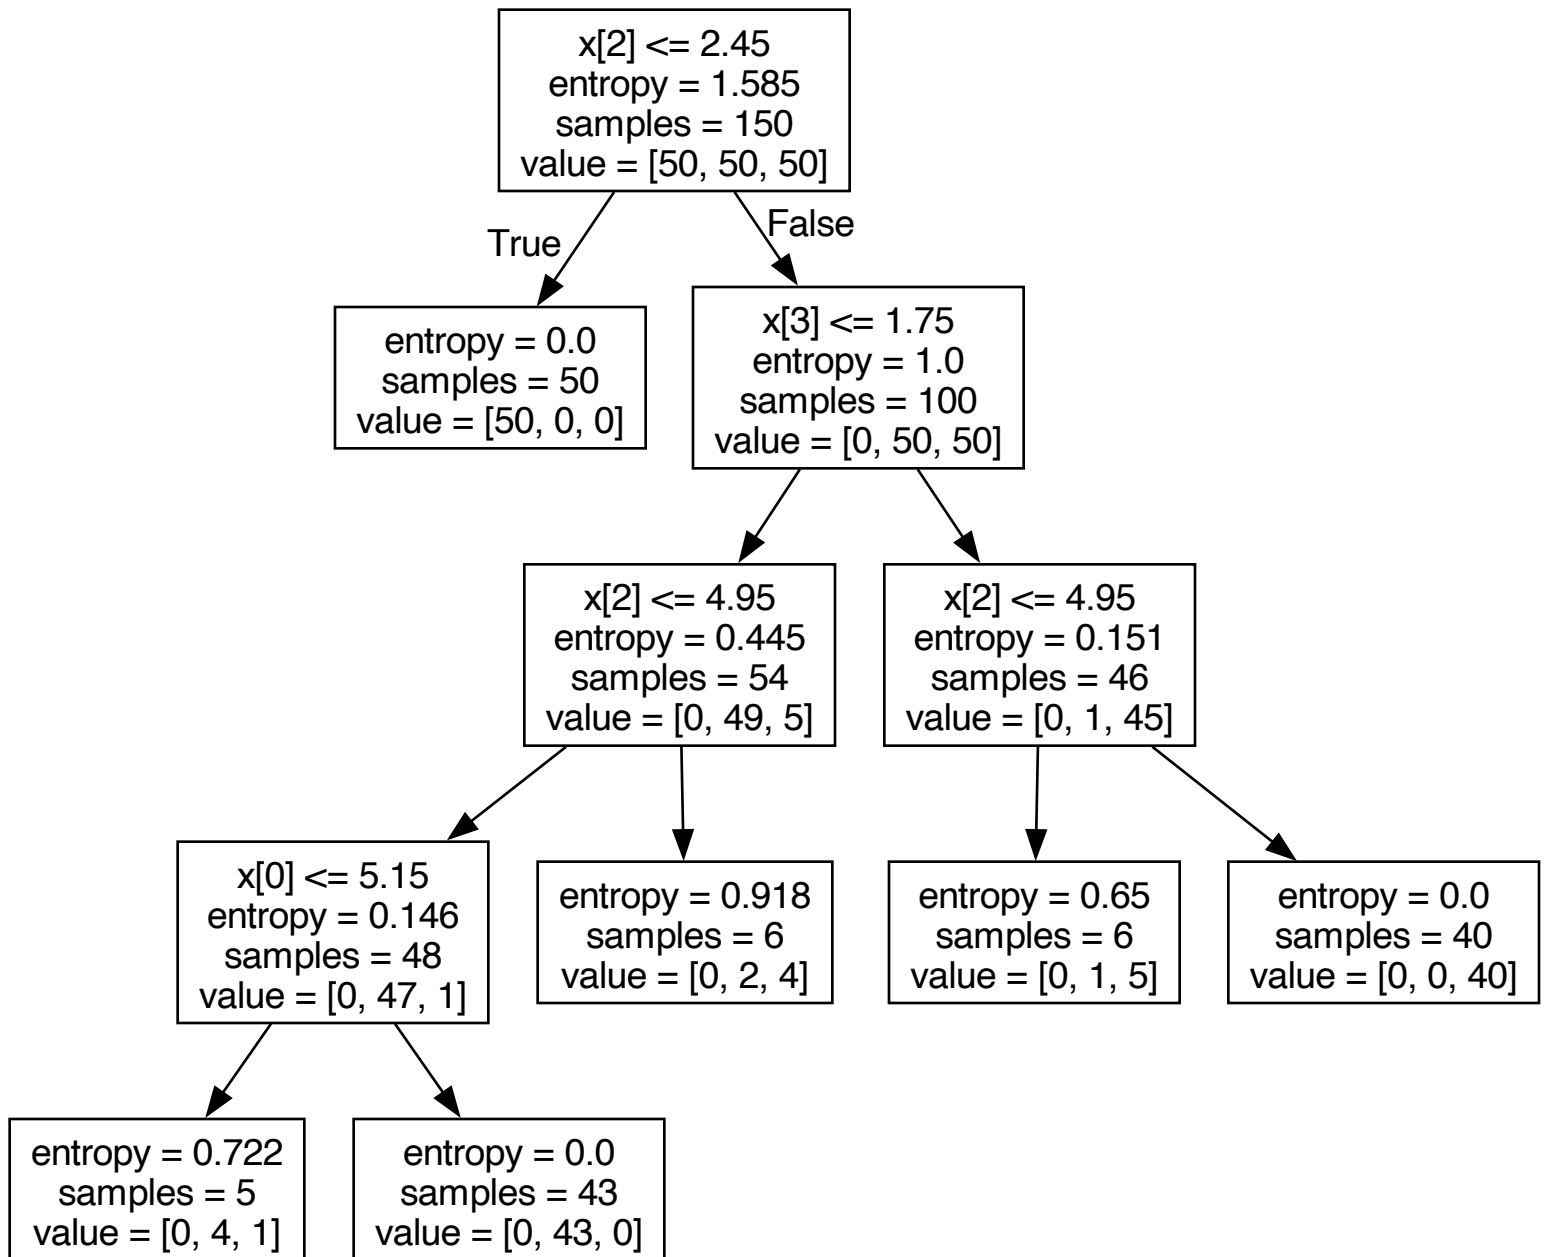 x[2] <= 2.45
entropy = 1.585
samples = 150
value = [50, 50, 50]
True
False
entropy = 0.0
samples = 50
value = [50, 0, 0]
x[3] <= 1.75
entropy = 1.0
samples = 100
value = [0, 50, 50]
x[2] <= 4.95
entropy = 0.445
samples = 54
value = [0, 49, 5]
x[2] <= 4.95
entropy = 0.151
samples = 46
value = [0, 1, 45]
x[0] <= 5.15
entropy = 0.146
samples = 48
value = [0, 47, 1]
entropy = 0.918
samples = 6
value = [0, 2, 4]
entropy = 0.65
samples = 6
value = [0, 1, 5]
entropy = 0.0
samples = 40
value = [0, 0, 40]
entropy = 0.722
samples = 5
value = [0, 4, 1]
entropy = 0.0
samples = 43
value = [0, 43, 0]